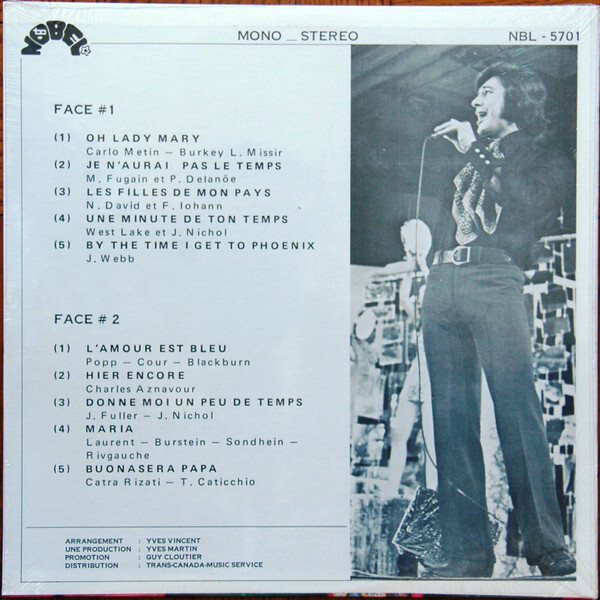 NOBEL
MONO _ STEREO
NBL - 5701
FACE #1
(1) OH LADY MARY
Carlo Metin – Burkey L. Missir
(2) JE N'AURAI PAS LE TEMPS
M. Fugain et P. Delanöe
(3) LES FILLES DE MON PAYS
N. David et F. Iohann
(4) UNE MINUTE DE TON TEMPS
West Lake et J. Nichol
(5) BY THE TIME I GET TO PHOENIX
J. Webb
FACE # 2
(1) L'AMOUR EST BLEU
Popp – Cour – Blackburn
(2) HIER ENCORE
Charles Aznavour
(3) DONNE MOI UN PEU DE TEMPS
J. Fuller – J. Nichol
(4) MARIA
Laurent – Burstein – Sondhein –
Rivgauche
(5) BUONASERA PAPA
Catra Rizati – T. Caticchio
ARRANGEMENT : YVES VINCENT
UNE PRODUCTION : YVES MARTIN
PROMOTION : GUY CLOUTIER
DISTRIBUTION : TRANS-CANADA-MUSIC SERVICE